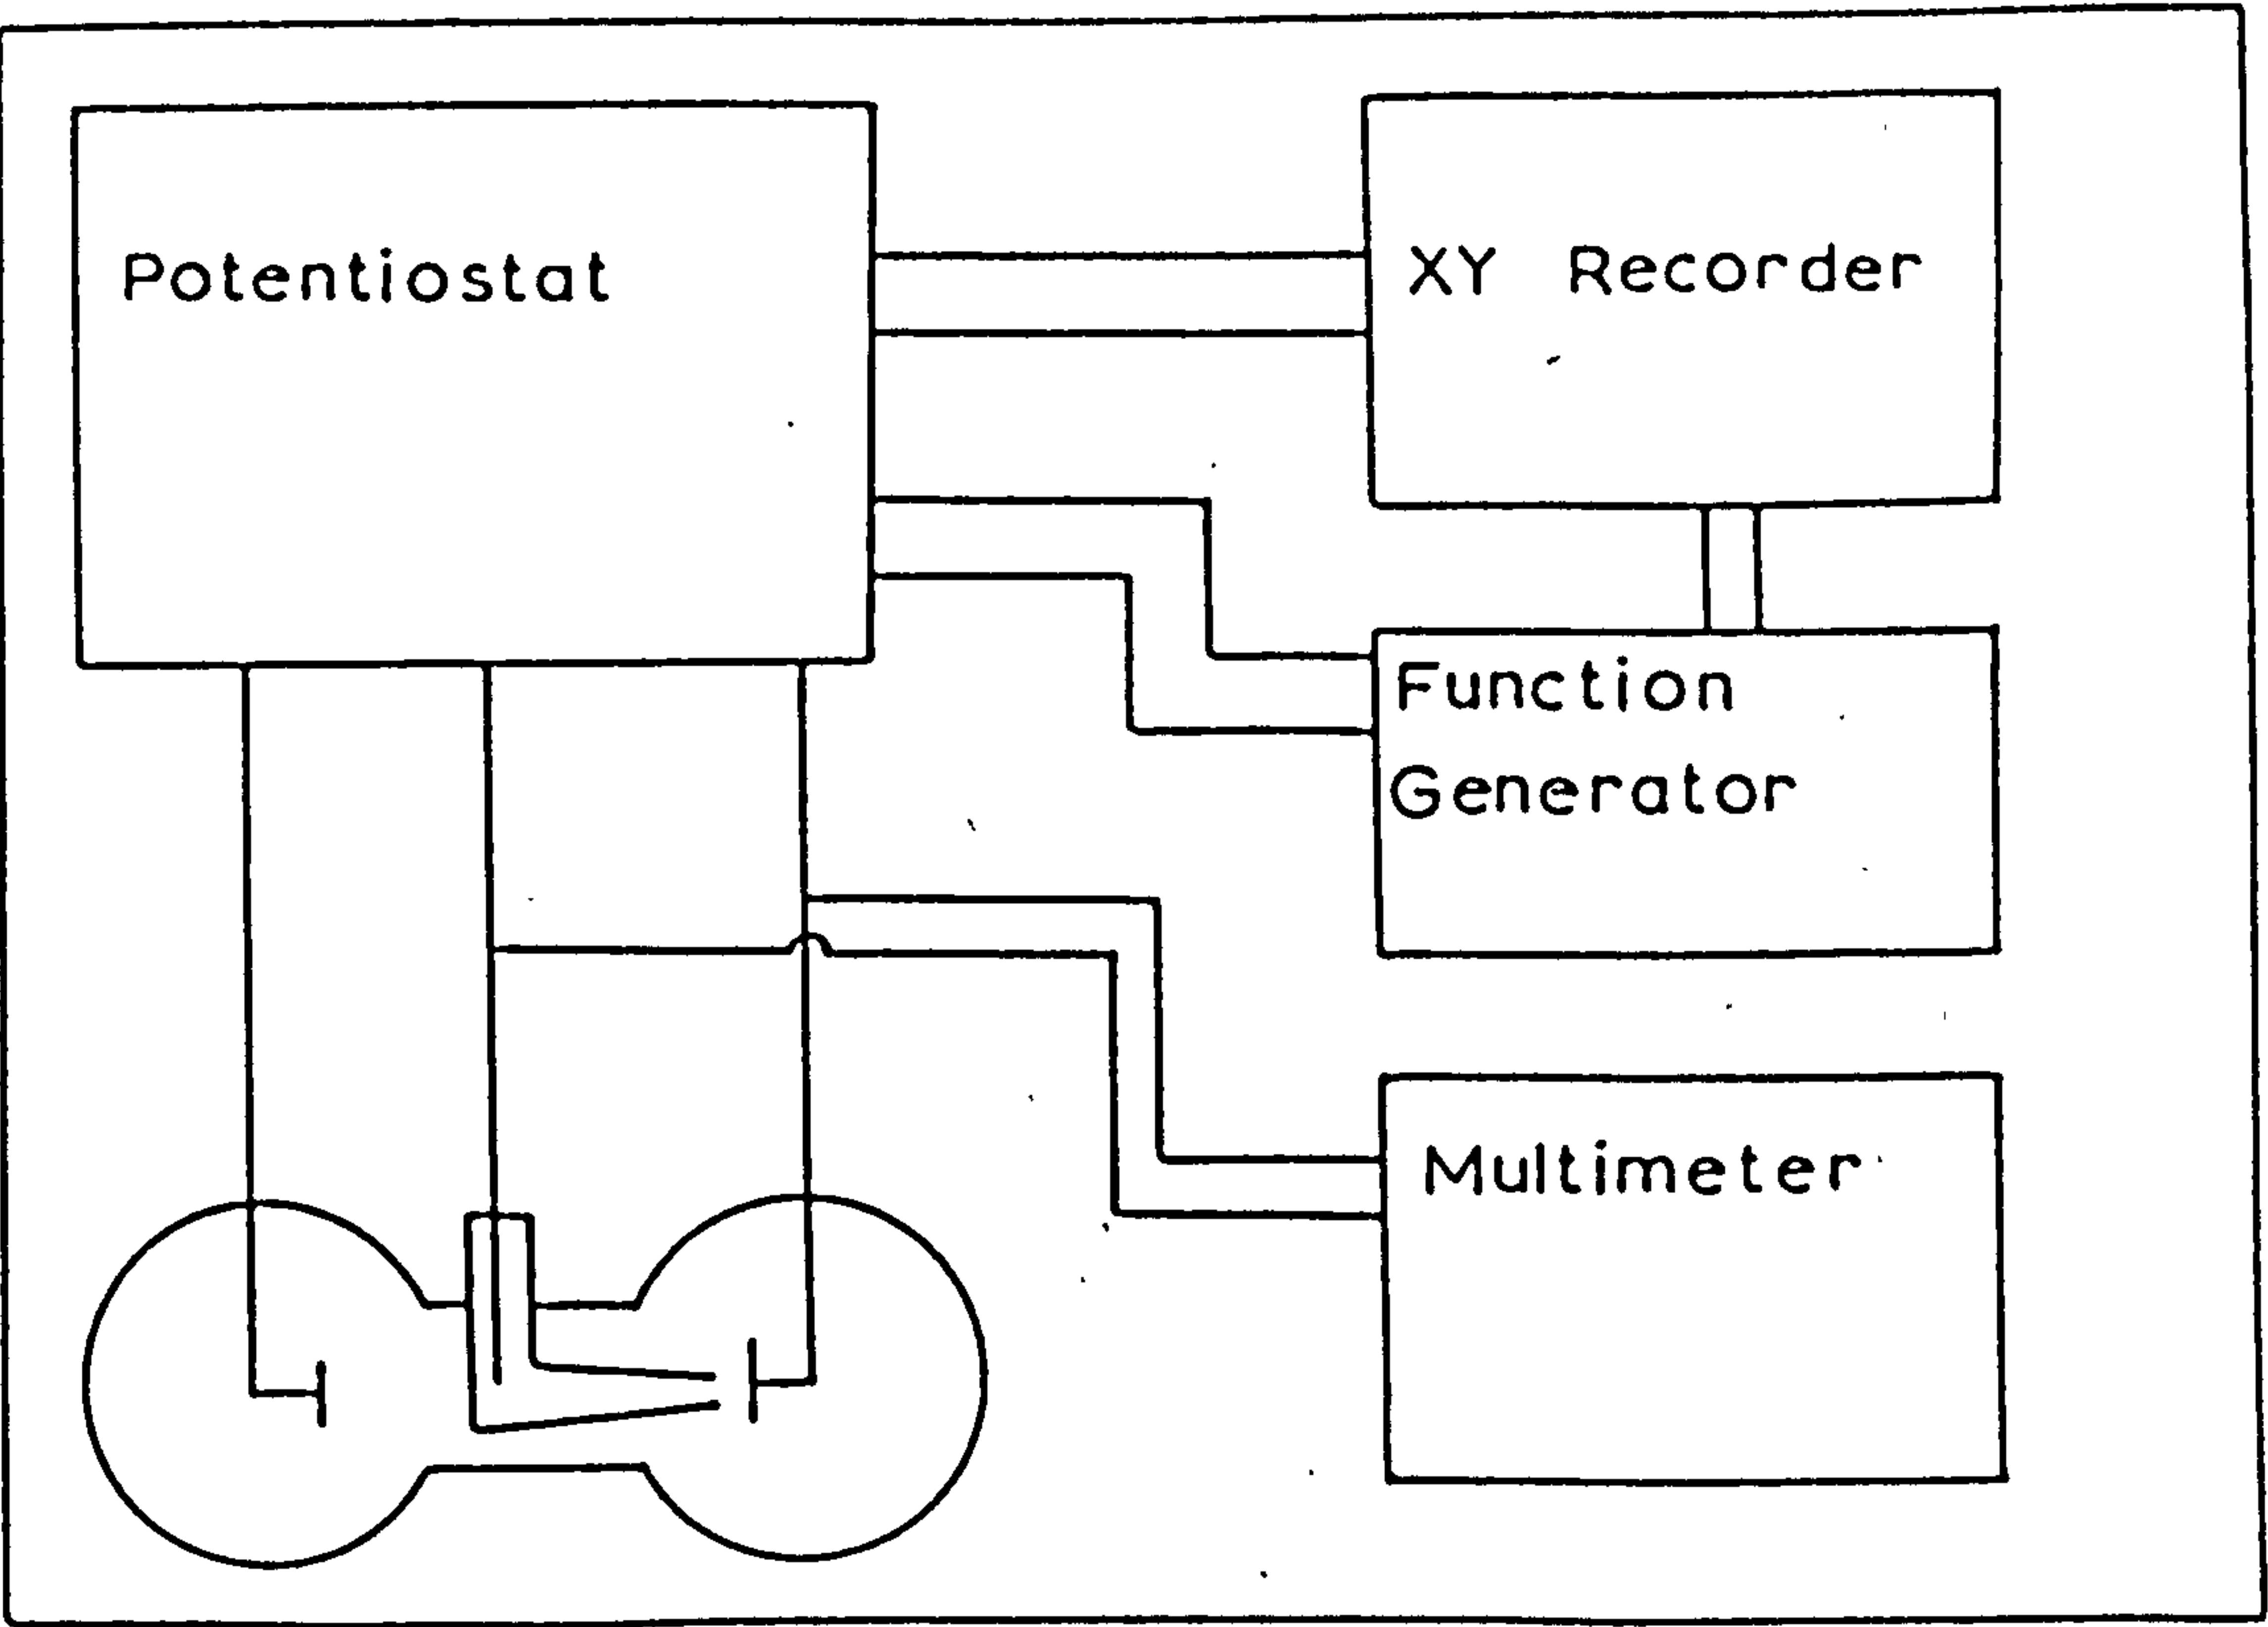 Potentiostat
XY Recorder
Function
Generator
Multimeter